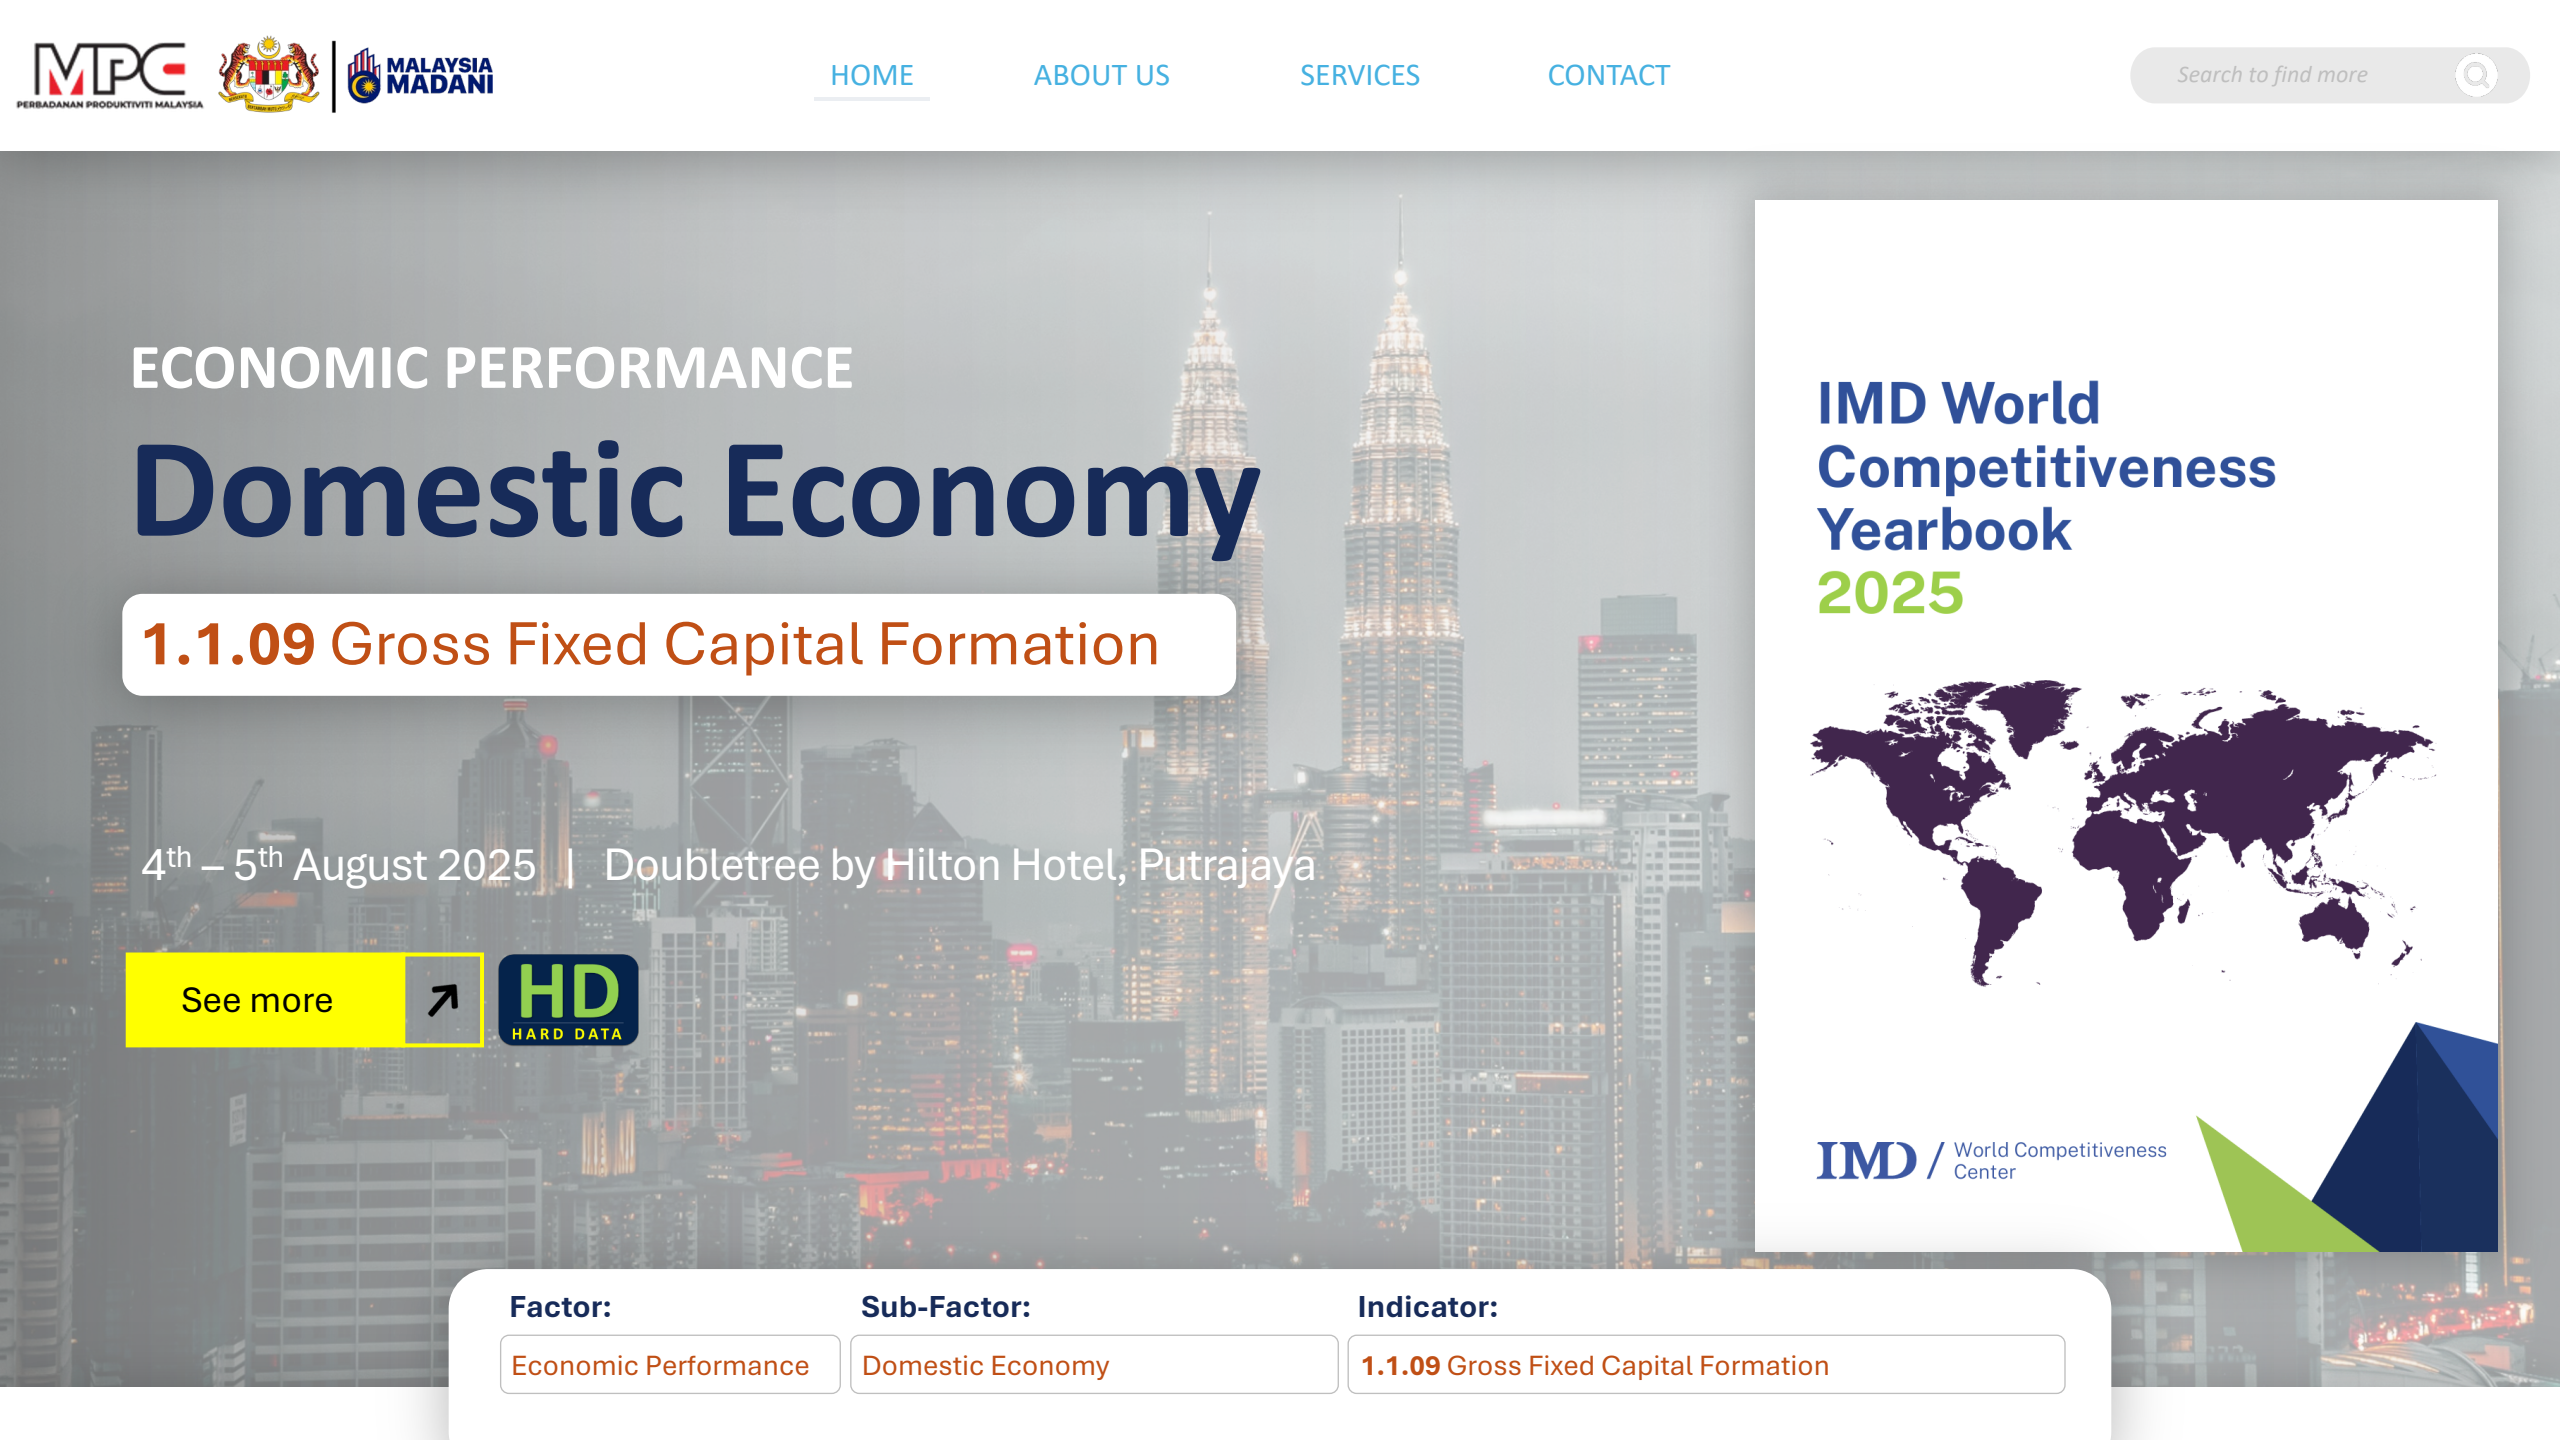 MPC
PERBADANAN PRODUKTIVITI MALAYSIA
MALAYSIA
MADANI
HOME
ABOUT US
SERVICES
CONTACT
Search to find more
ECONOMIC PERFORMANCE
Domestic Economy
1.1.09 Gross Fixed Capital Formation
4th – 5th August 2025 | Doubletree by Hilton Hotel, Putrajaya
See more
HD
HARD DATA
IMD World
Competitiveness
Yearbook
2025
IMD / World Competitiveness
Center
Factor:
Sub-Factor:
Indicator:
Economic Performance
Domestic Economy
1.1.09 Gross Fixed Capital Formation